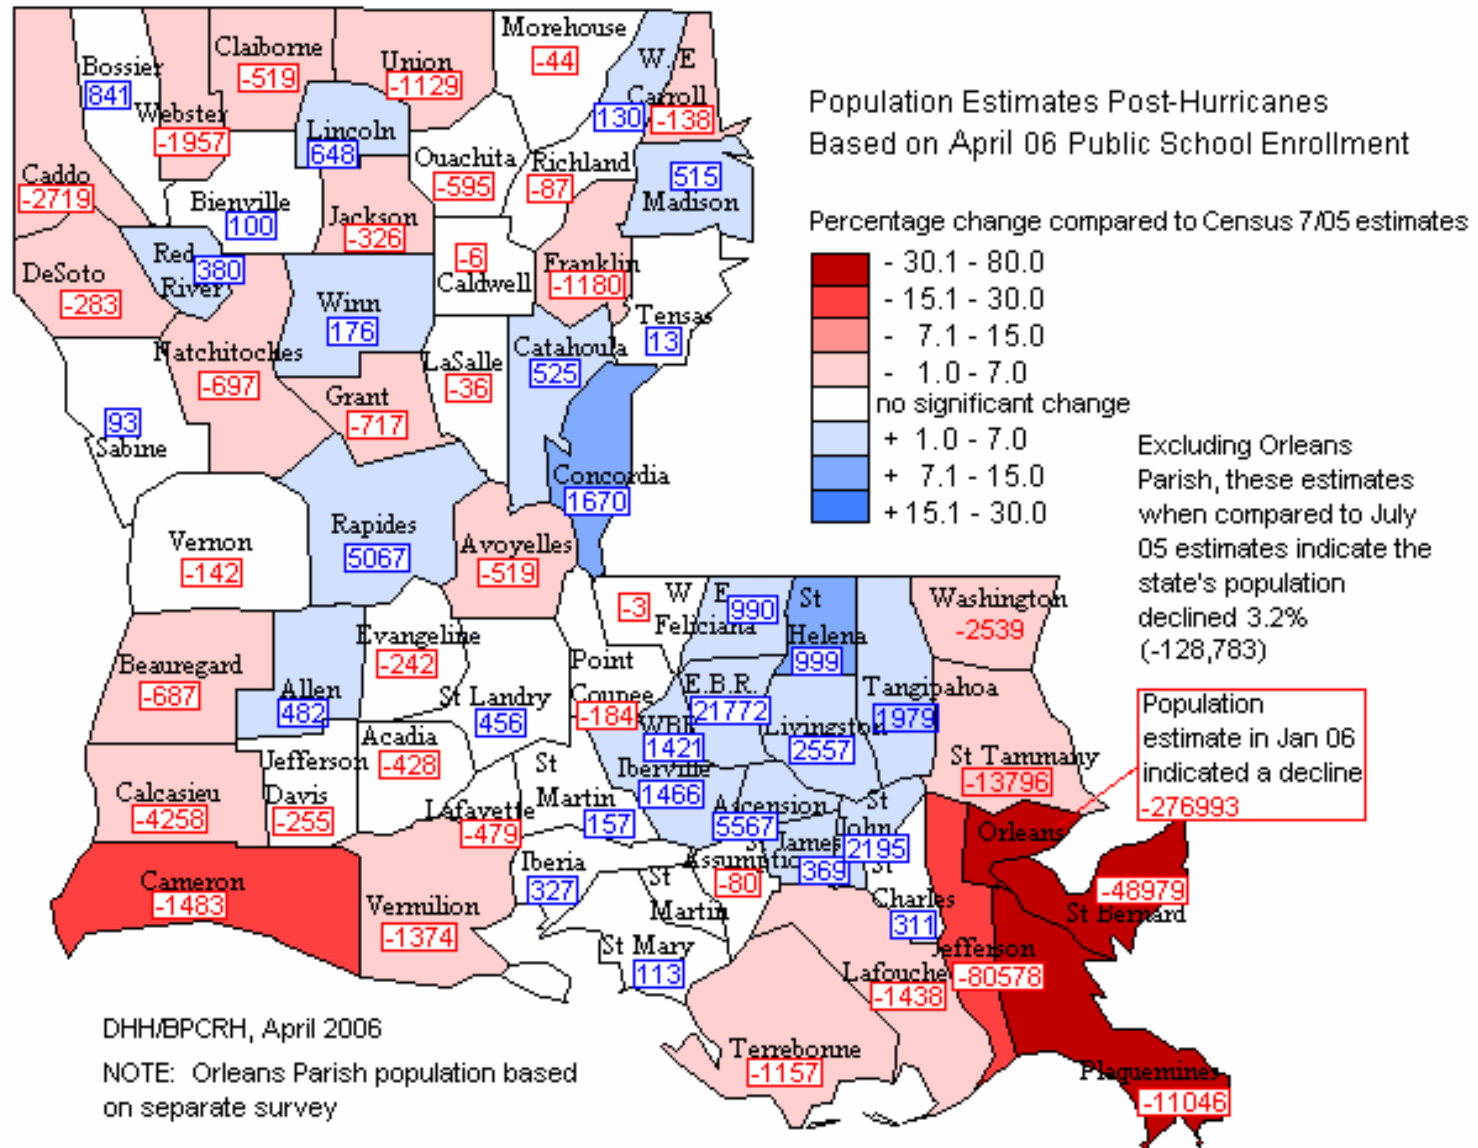 Morehouse
-44
Claiborne
-519
Union
-1129
W. E
Carroll
130
-138
Bossier
841
Webster
-1957
Lincoln
648
Ouachita
-595
Richland
-87
515
Madison
Caddo
-2719
Bienville
100
Jackson
-326
-6
Caldwell
Franklin
-1180
Red
River
380
DeSoto
-283
Winn
176
Tensas
13
Natchitoches
-697
LaSalle
-36
Catahoula
525
Grant
-717
93
Sabine
Concordia
1670
Rapides
5067
Vernon
-142
Avoyelles
-519
W E
Feliciana
-3
990
St
Helena
999
Washington
-2539
Evangeline
-242
Beauregard
-687
Allen
482
St Landry
456
Point
Coupee
-184
E.B.R.
21772
WBR
1421
Livingston
2557
Tangipahoa
1979
St Tammany
-13796
Acadia
-428
Jefferson
Davis
-255
Calcasieu
-4258
Lafayette
-479
St
Martin
157
Iberville
1466
Ascension
5567
St
John
2195
St
James
369
Orleans
Cameron
-1483
Vermilion
-1374
Iberia
327
Assumptio
-80
St
Martin
St
Charles
311
-48979
St Bernard
St Mary
113
Jefferson
-80578
Lafouche
-1438
Terrebonne
-1157
Plaquemines
-11046
Population Estimates Post-Hurricanes
Based on April 06 Public School Enrollment
Percentage change compared to Census 7/05 estimates
- 30.1 - 80.0
- 15.1 - 30.0
- 7.1 - 15.0
- 1.0 - 7.0
no significant change
+ 1.0 - 7.0
+ 7.1 - 15.0
+ 15.1 - 30.0
Excluding Orleans
Parish, these estimates
when compared to July
05 estimates indicate the
state's population
declined 3.2%
(-128,783)
Population
estimate in Jan 06
indicated a decline
-276993
DHH/BPCRH, April 2006
NOTE: Orleans Parish population based
on separate survey